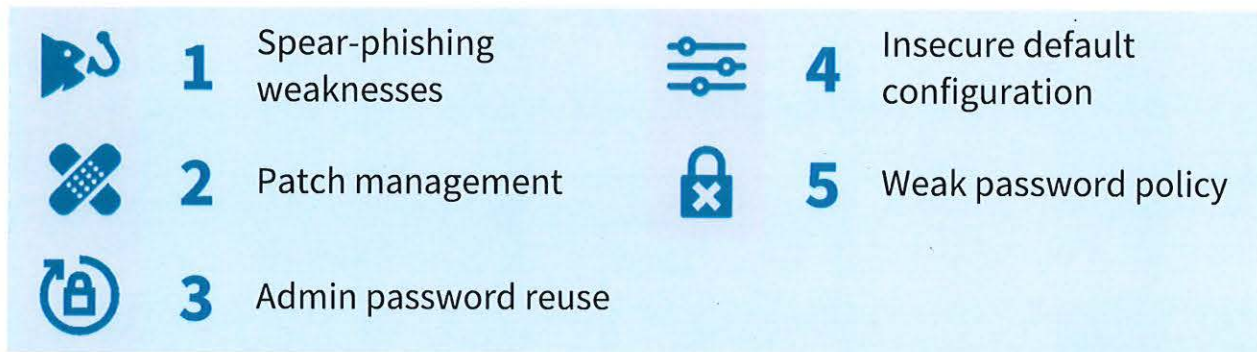 1 Spear-phishing
weaknesses
2 Patch management
3 Admin password reuse
4 Insecure default
configuration
5 Weak password policy